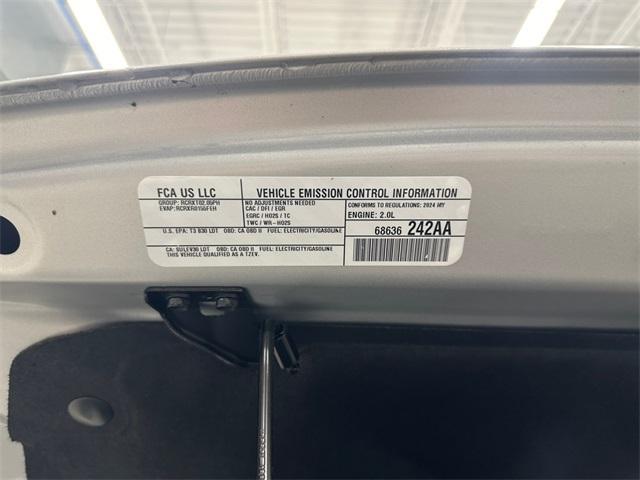 FCA US LLC
GROUP: RCRXT02.05PH
EVAP: RCRXR0155FEH
VEHICLE EMISSION CONTROL INFORMATION
NO ADJUSTMENTS NEEDED
CAC / DFI / EGR
EGRC / HO2S / TC
TWC / WR-HO2S
CONFORMS TO REGULATIONS: 2024 MY
ENGINE: 2.0L
U.S. EPA: T3 B30 LDT OBD: CA OBD II FUEL: ELECTRICITY/GASOLINE
68636 242AA
CA: SULEV30 LDT OBD: CA OBD II FUEL: ELECTRICITY/GASOLINE
THIS VEHICLE QUALIFIED AS A TZEV.